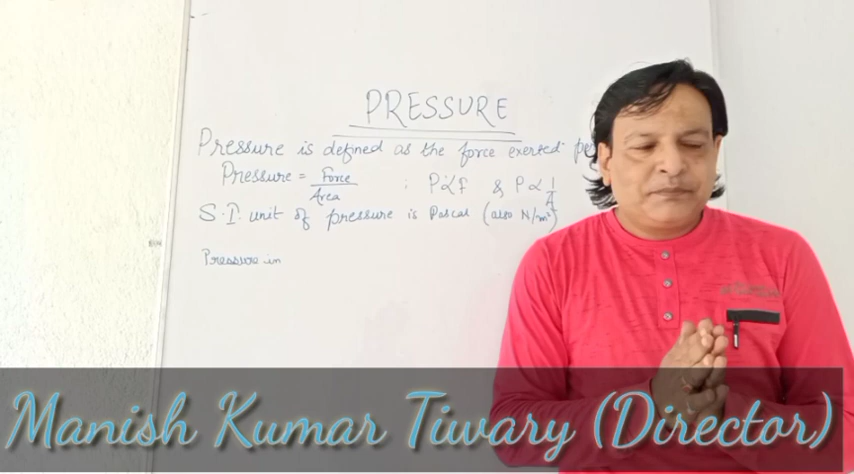 PRESSURE
Pressure is defined as the force exerted per
Pressure = Force / Area ; P∝F & P∝ 1/A
S.I. unit of pressure is Pascal (also N/m²)
Pressure in
Manish Kumar Tiwary (Director)